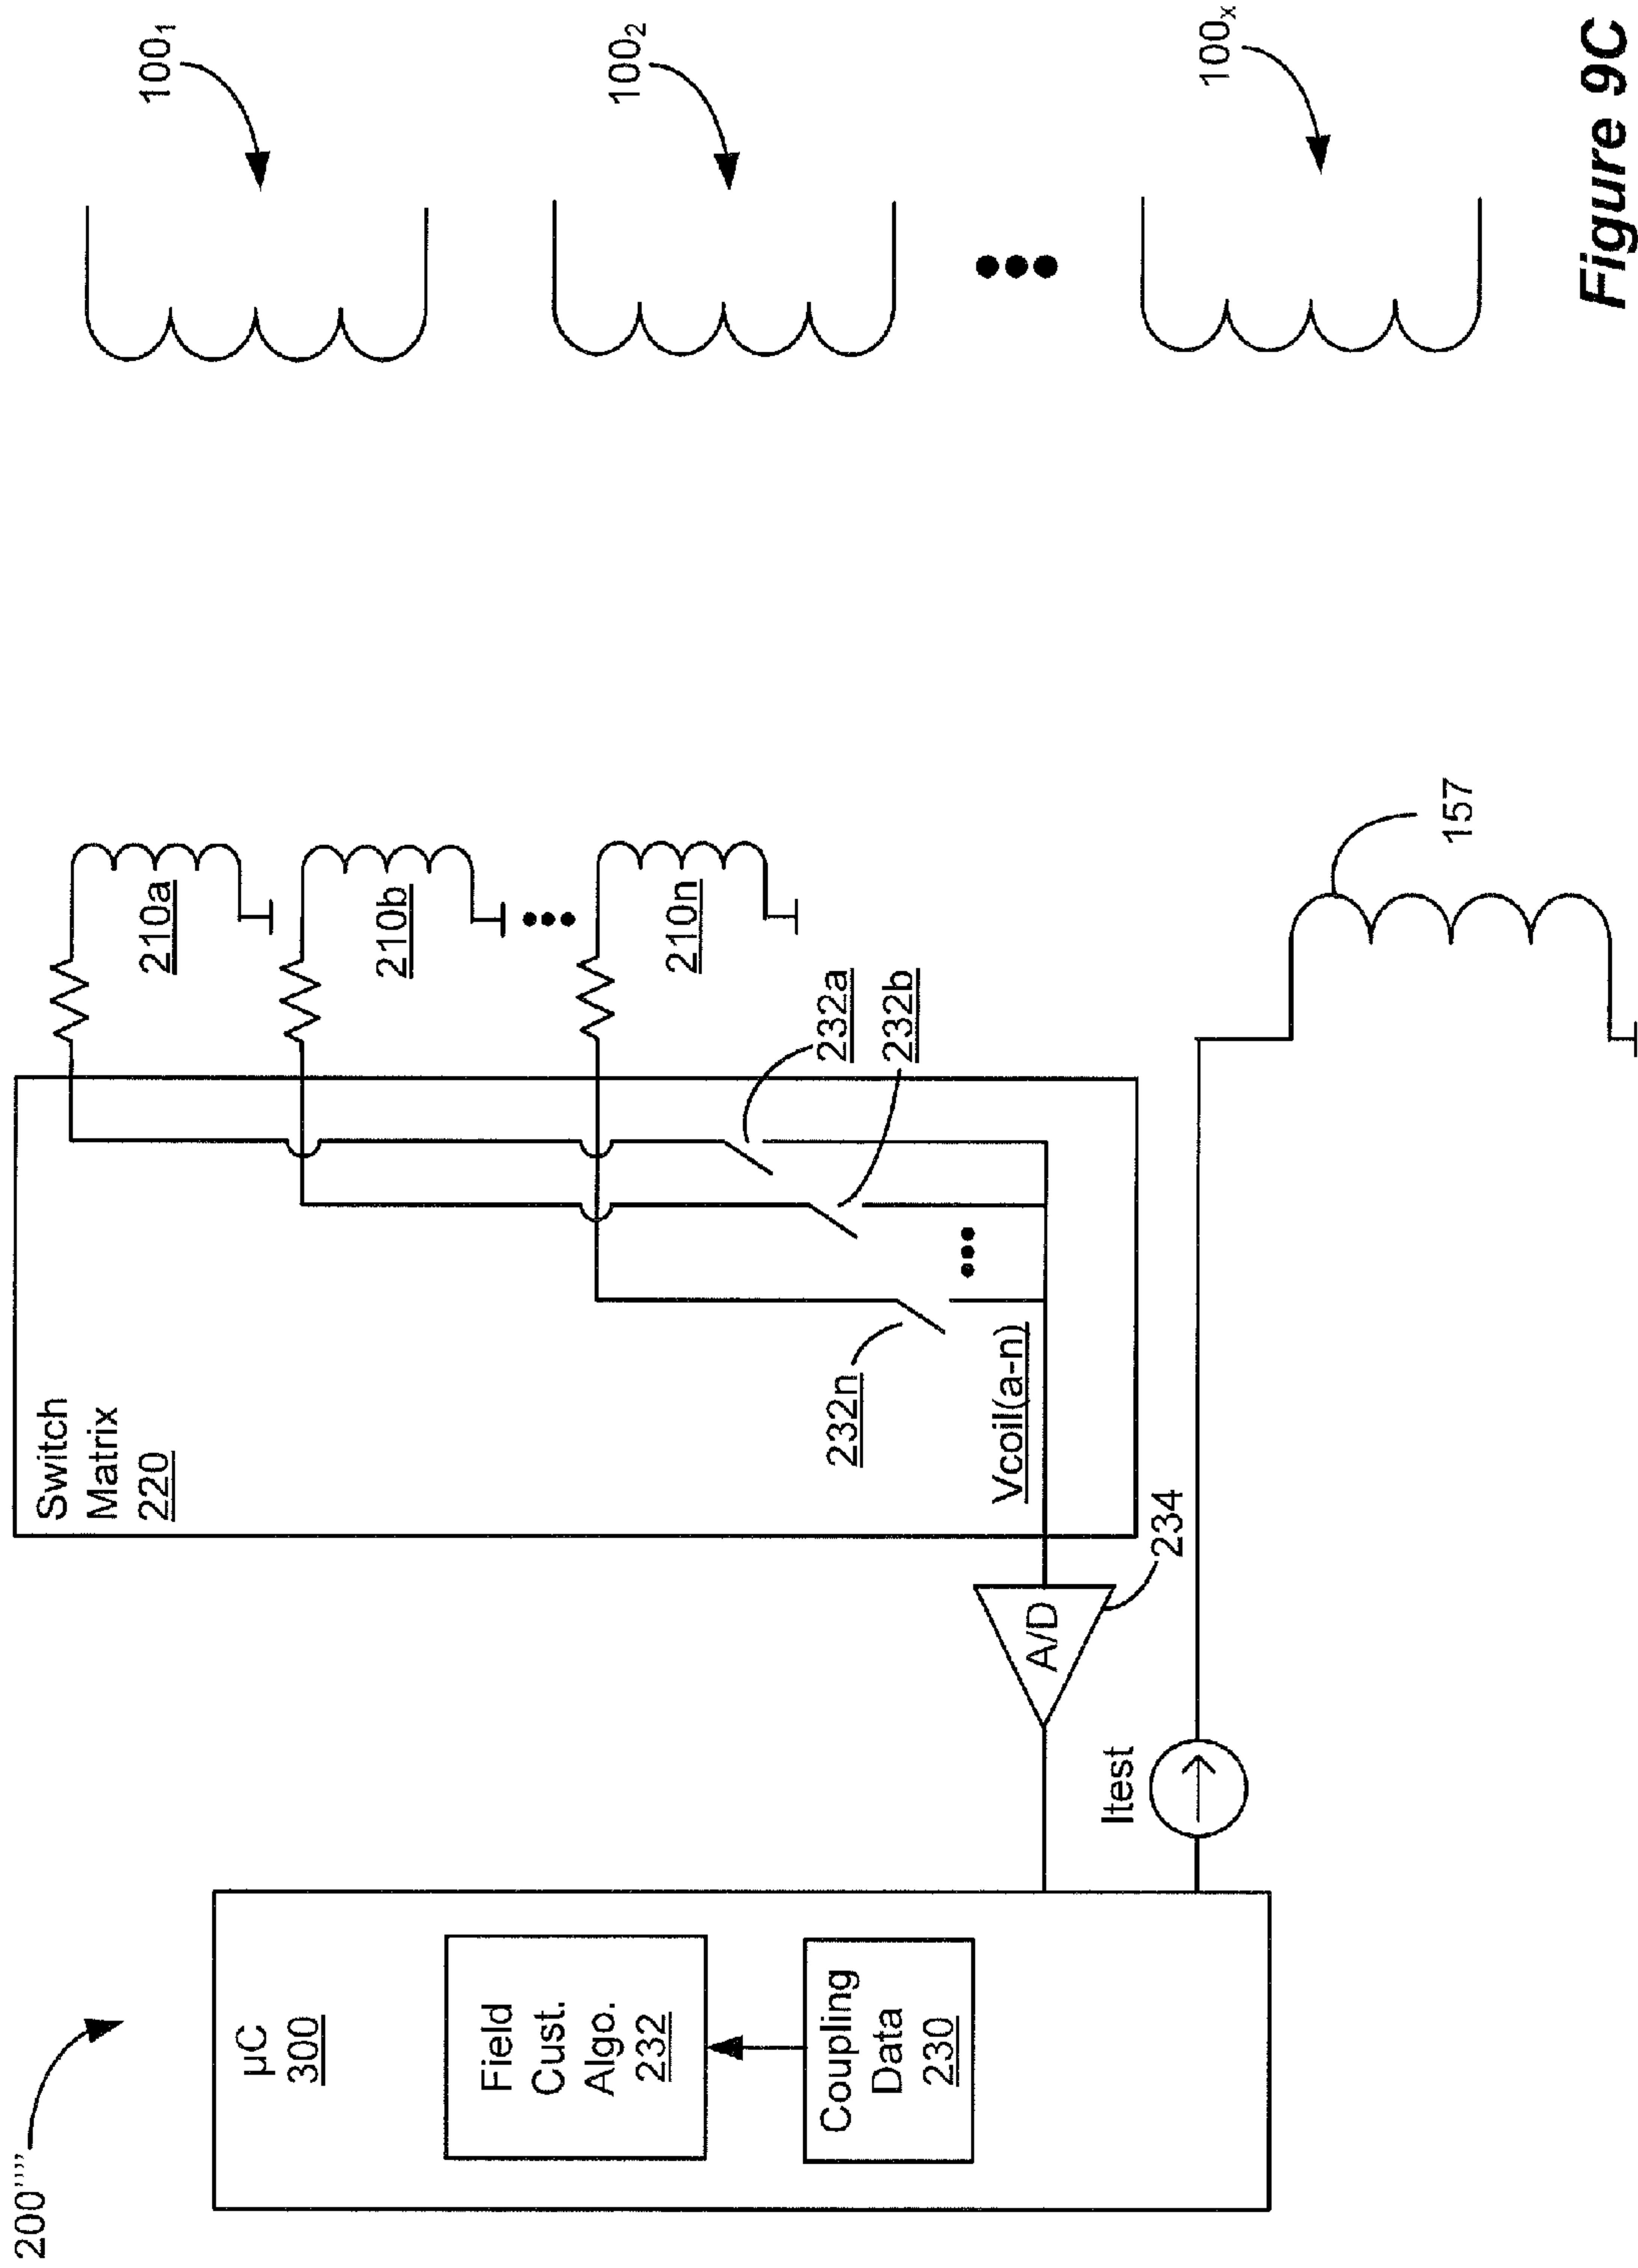 200'''''
µC
300
Field
Cust.
Algo.
232
Coupling
Data
230
Switch
Matrix
220
232n
232a
232b
Vcoil(a-n)
A/D
234
Itest
210a
210b
210n
157
100₁
100₂
100ₓ
Figure 9C